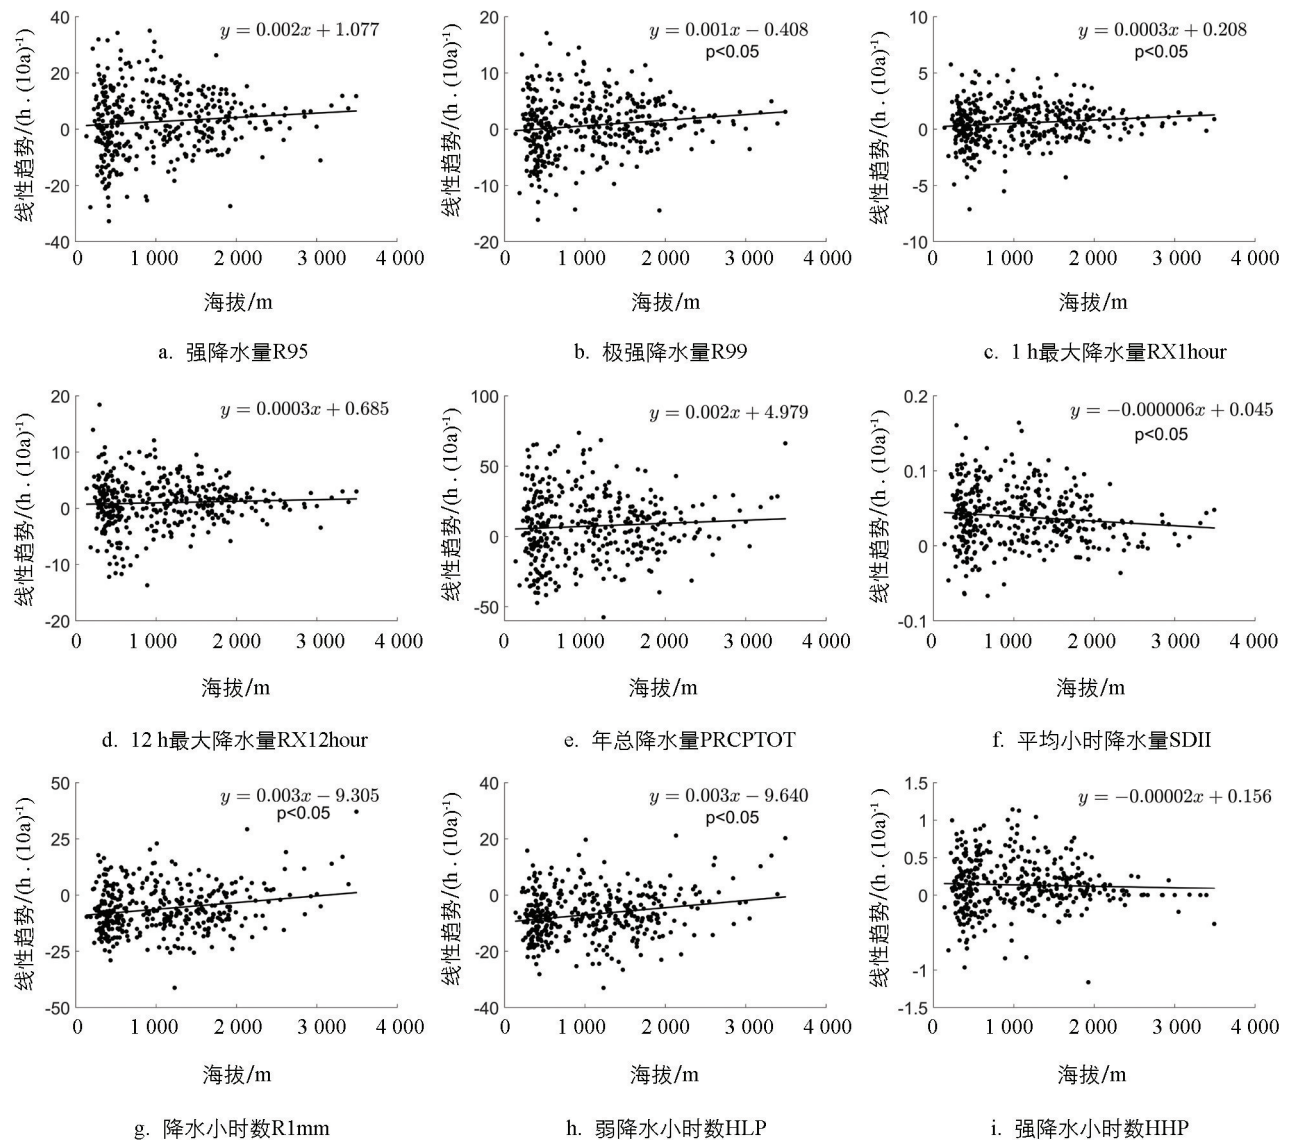 线性趋势/(h · (10a)⁻¹)
40
20
0
-20
-40
y = 0.002x + 1.077
0 1 000 2 000 3 000 4 000
海拔/m
a. 强降水量R95
线性趋势/(h · (10a)⁻¹)
20
10
0
-10
-20
y = 0.001x − 0.408
p<0.05
0 1 000 2 000 3 000 4 000
海拔/m
b. 极强降水量R99
线性趋势/(h · (10a)⁻¹)
10
5
0
-5
-10
y = 0.0003x + 0.208
p<0.05
0 1 000 2 000 3 000 4 000
海拔/m
c. 1 h最大降水量RX1hour
线性趋势/(h · (10a)⁻¹)
20
10
0
-10
-20
y = 0.0003x + 0.685
0 1 000 2 000 3 000 4 000
海拔/m
d. 12 h最大降水量RX12hour
线性趋势/(h · (10a)⁻¹)
100
50
0
-50
y = 0.002x + 4.979
0 1 000 2 000 3 000 4 000
海拔/m
e. 年总降水量PRCPTOT
线性趋势/(h · (10a)⁻¹)
0.2
0.1
0
-0.1
y = −0.000006x + 0.045
p<0.05
0 1 000 2 000 3 000 4 000
海拔/m
f. 平均小时降水量SDII
线性趋势/(h · (10a)⁻¹)
50
25
0
-25
-50
y = 0.003x − 9.305
p<0.05
0 1 000 2 000 3 000 4 000
海拔/m
g. 降水小时数R1mm
线性趋势/(h · (10a)⁻¹)
40
20
0
-20
-40
y = 0.003x − 9.640
p<0.05
0 1 000 2 000 3 000 4 000
海拔/m
h. 弱降水小时数HLP
线性趋势/(h · (10a)⁻¹ )
1.5
1
0.5
0
-1
-1.5
y = −0.00002x + 0.156
0 1 000 2 000 3 000 4 000
海拔/m
i. 强降水小时数HHP